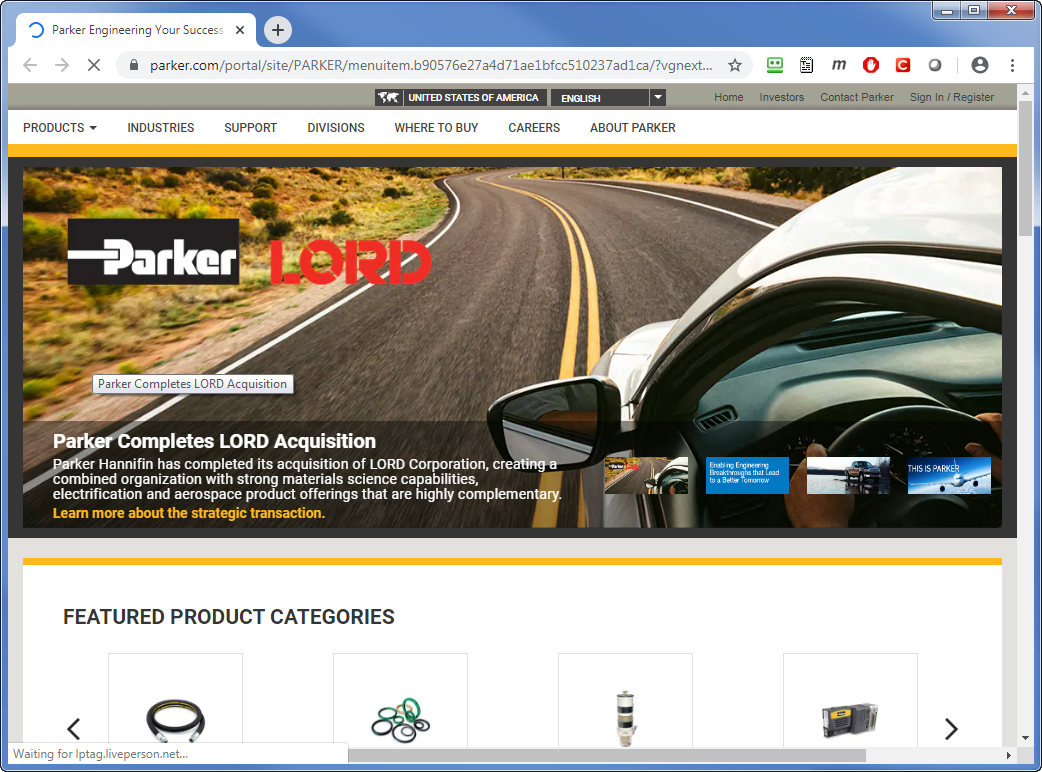 Parker Engineering Your Success
parker.com/portal/site/PARKER/menuitem.b90576e27a4d71ae1bfcc510237ad1ca/?vgnext...
m
C
UNITED STATES OF AMERICA
ENGLISH
Home
Investors
Contact Parker
Sign In / Register
PRODUCTS
INDUSTRIES
SUPPORT
DIVISIONS
WHERE TO BUY
CAREERS
ABOUT PARKER
Parker
LORD
Parker Completes LORD Acquisition
Parker Completes LORD Acquisition
Parker Hannifin has completed its acquisition of LORD Corporation, creating a
combined organization with strong materials science capabilities,
electrification and aerospace product offerings that are highly complementary.
Learn more about the strategic transaction.
Enabling Engineering
Breakthroughs that Lead
to a Better Tomorrow
THIS IS PARKER
FEATURED PRODUCT CATEGORIES
Waiting for lptag.liveperson.net...